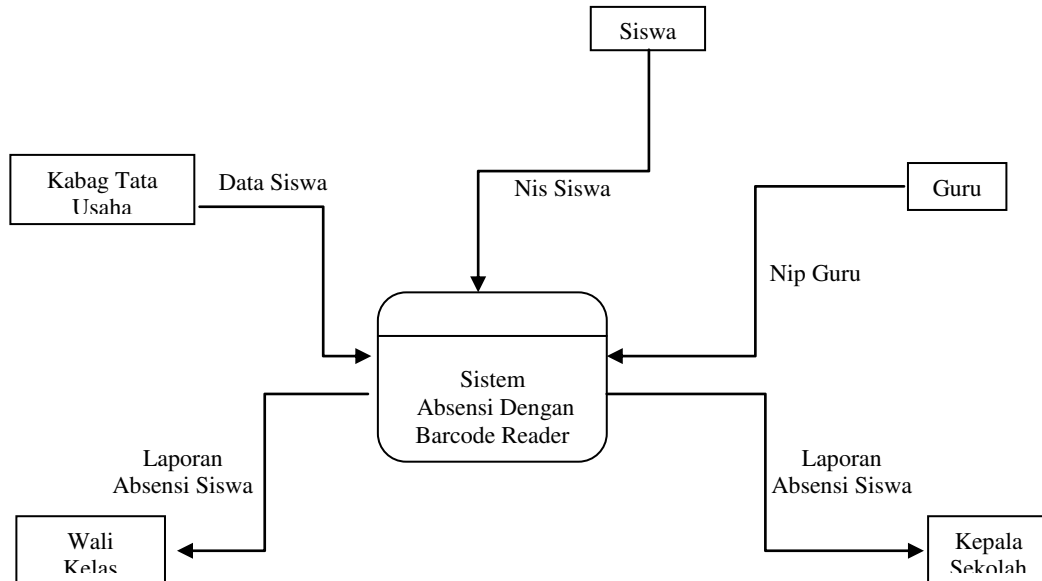 Siswa
Kabag Tata
Usaha
Data Siswa
Nis Siswa
Guru
Nip Guru
Sistem
Absensi Dengan
Barcode Reader
Laporan
Absensi Siswa
Laporan
Absensi Siswa
Wali
Kelas
Kepala
Sekolah